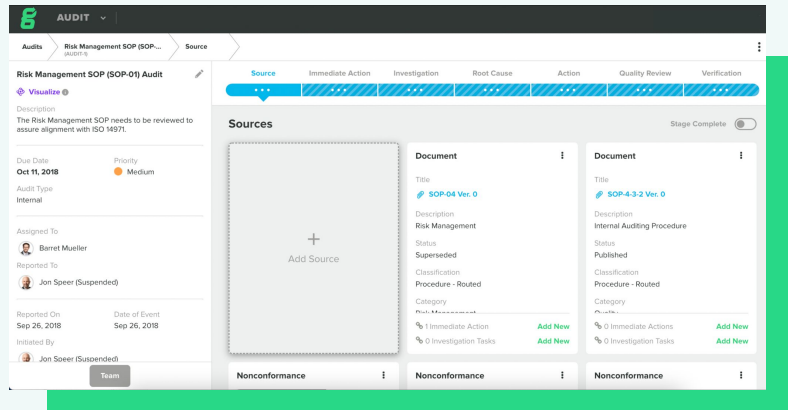 AUDIT
Audits
Risk Management SOP (SOP-...
(AUDIT-1)
Source
Risk Management SOP (SOP-01) Audit
Visualize
Description
The Risk Management SOP needs to be reviewed to
assure alignment with ISO 14971.
Due Date
Priority
Oct 11, 2018
Medium
Audit Type
Internal
Assigned To
Barret Mueller
Reported To
Jon Speer (Suspended)
Reported On
Date of Event
Sep 26, 2018
Sep 26, 2018
Initiated By
Jon Speer (Suspended)
Team
Source
Immediate Action
Investigation
Root Cause
Action
Quality Review
Verification
Sources
Stage Complete
Add Source
Document
Title
SOP-04 Ver. 0
Description
Risk Management
Status
Superseded
Classification
Procedure - Routed
Category
Risk Management
1 Immediate Action
Add New
0 Investigation Tasks
Add New
Document
Title
SOP-4-3-2 Ver. 0
Description
Internal Auditing Procedure
Status
Published
Classification
Procedure - Routed
Category
Quality
0 Immediate Actions
Add New
0 Investigation Tasks
Add New
Nonconformance
Nonconformance
Nonconformance